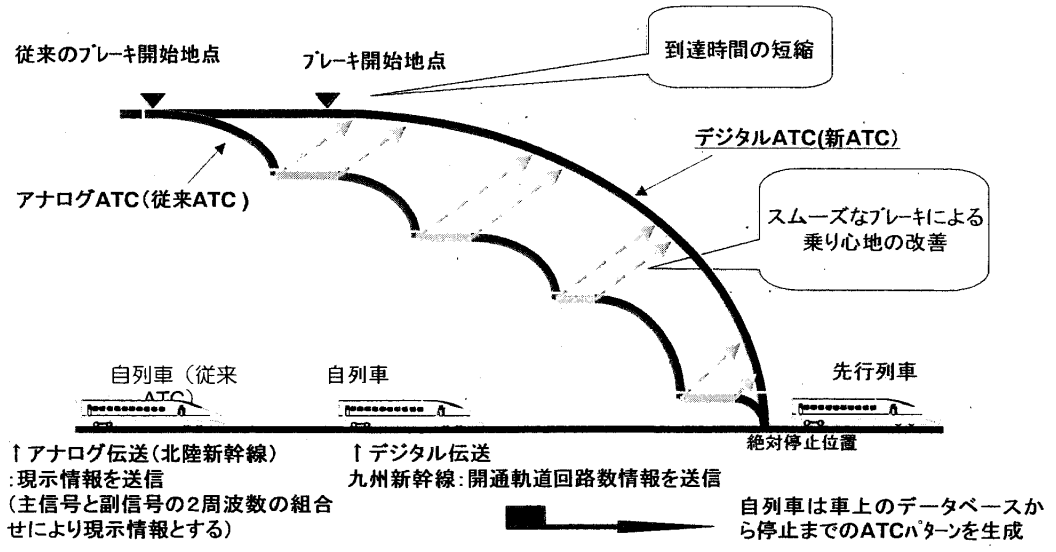 従来のブレーキ開始地点
ブレーキ開始地点
到達時間の短縮
デジタルATC(新ATC)
アナログATC(従来ATC)
スムーズなブレーキによる
乗り心地の改善
自列車（従来
ATC）
自列車
先行列車
絶対停止位置
↑アナログ伝送(北陸新幹線)
:現示情報を送信
(主信号と副信号の2周波数の組合
せにより現示情報とする)
↑デジタル伝送
九州新幹線:開通軌道回路数情報を送信
自列車は車上のデータベースか
ら停止までのATCパターンを生成